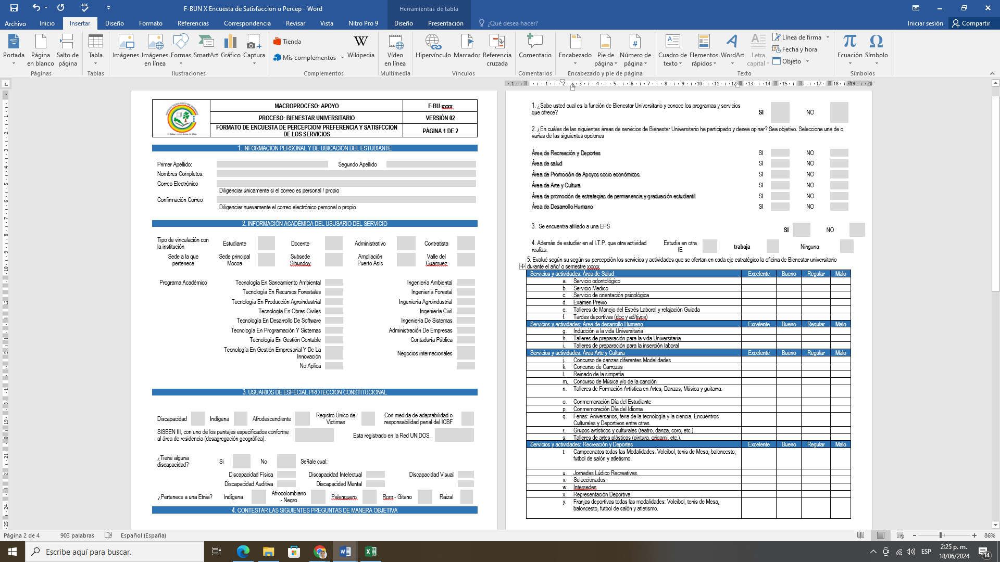 F-BUN X Encuesta de Satisfaccion o Percep - Word
Herramientas de tabla
Archivo Inicio Insertar Diseño Formato Referencias Correspondencia Revisar Vista Nitro Pro 9 Diseño Presentación ¿Qué desea hacer? Iniciar sesión Compartir
Portada
Página en blanco
Salto de página
Tabla
Imágenes
Imágenes en línea
Formas
SmartArt
Gráfico
Captura
Tienda
Mis complementos
Wikipedia
Vídeo en línea
Hipervínculo
Marcador
Referencia cruzada
Comentario
Encabezado
Pie de página
Número de página
Cuadro de texto
Elementos rápidos
WordArt
Letra capital
Línea de firma
Fecha y hora
Objeto
Ecuación
Símbolo
Páginas Tablas Ilustraciones Complementos Multimedia Vínculos Comentarios Encabezado y pie de página Texto Símbolos
MACROPROCESO: APOYO F-BU-xxxx
PROCESO: BIENESTAR UNIVERSITARIO VERSIÓN 02
FORMATO DE ENCUESTA DE PERCEPCION/ PREFERENCIA Y SATISFCCION
DE LOS SERVICIOS
PÁGINA 1 DE 2
1. INFORMACIÓN PERSONAL Y DE UBICACIÓN DEL ESTUDIANTE
Primer Apellido: Segundo Apellido
Nombres Completos:
Correo Electrónico
Diligenciar únicamente si el correo es personal / propio
Confirmación Correo
Diligenciar nuevamente el correo electrónico personal o propio
2. INFORMACIÓN ACADÉMICA DEL USUSARIO DEL SERVICIO
Tipo de vinculación con
la institución
Estudiante Docente Administrativo Contratista
Sede a la que
pertenece
Sede principal
Mocoa
Subsede
Sibundoy
Ampliación
Puerto Asís
Valle del
Guamuez
Programa Académico Tecnología En Saneamiento Ambiental Ingeniería Ambiental
Tecnología En Recursos Forestales Ingeniería Forestal
Tecnología En Producción Agroindustrial Ingeniería Agroindustrial
Tecnología En Obras Civiles Ingeniería Civil
Tecnología En Desarrollo De Software Ingeniería De Sistemas
Tecnología En Programación Y Sistemas Administración De Empresas
Tecnología En Gestión Contable Contaduría Pública
Tecnología En Gestión Empresarial Y De La
Innovación
Negocios internacionales
No Aplica
3. USUARIOS DE ESPECIAL PROTECCIÓN CONSTITUCIONAL
Discapacidad Indígena Afrodescendiente
Registro Único de
Victimas
Con medida de adaptabilidad o
responsabilidad penal del ICBF
SISBEN III, con uno de los puntajes especificados conforme
al área de residencia (desagregación geográfica).
Esta registrado en la Red UNIDOS.
¿Tiene alguna
discapacidad?
Si No Señale cual:
Discapacidad Física Discapacidad Intelectual Discapacidad Visual
Discapacidad Auditiva Discapacidad Mental
¿Pertenece a una Etnia? Indígena
Afrocolombiano
- Negro
Palenquero Rom - Gitano Raizal
4. CONTESTAR LAS SIGUIENTES PREGUNTAS DE MANERA OBJETIVA
1. ¿Sabe usted cual es la función de Bienestar Universitario y conoce los programas y servicios
que ofrece?
SI NO
2. ¿En cuáles de las siguientes áreas de servicios de Bienestar Universitario ha participado y desea opinar? Sea objetivo. Seleccione una de o
varias de las siguientes opciones
Área de Recreación y Deportes SI NO
Área de salud SI NO
Área de Promoción de Apoyos socio económicos. SI NO
Área de Arte y Cultura SI NO
Área de promoción de estrategias de permanencia y graduación estudiantil SI NO
Área de Desarrollo Humano SI NO
3. Se encuentra afiliado a una EPS SI NO
4. Además de estudiar en el I.T.P. que otra actividad
realiza.
Estudia en otra
IE
trabaja Ninguna
5. Evalué según su según su percepción los servicios y actividades que se ofertan en cada eje estratégico la oficina de Bienestar universitario
durante el año/ o semestre xxxxx
Servicios y actividades: Área de Salud Excelente Bueno Regular Malo
a. Servicio odontológico
b. Servicio Medico
c. Servicio de orientación psicológica
d. Examen Previo
e. Talleres de Manejo del Estrés Laboral y relajación Guiada
f. Tardes deportivas (doc y ad/tivos)
Servicios y actividades: Área de desarrollo Humano Excelente Bueno Regular Malo
g. Inducción a la vida Universitaria
h. Talleres de preparación para la vida Universitaria
i. Talleres de preparación para la inserción laboral
Servicios y actividades: Área Arte y Cultura Excelente Bueno Regular Malo
j. Concurso de danzas diferentes Modalidades
k. Concurso de Carrozas
l. Reinado de la simpatía
m. Concurso de Música y/o de la canción
n. Talleres de Formación Artística en Artes, Danzas, Música y guitarra.
o. Conmemoración Día del Estudiante
p. Conmemoración Día del Idioma
q. Ferias: Aniversarios, feria de la tecnología y la ciencia, Encuentros
Culturales y Deportivos entre otras.
r. Grupos artísticos y culturales (teatro, danza, coro, etc.).
s. Talleres de artes plásticas (pintura, origami, etc.).
Servicios y actividades: Recreación y Deportes Excelente Bueno Regular Malo
t. Campeonatos todas las Modalidades: Voleibol, tenis de Mesa, baloncesto,
futbol de salón y atletismo.
u. Jornadas Lúdico Recreativas.
v. Seleccionados
w. Intersedes
x. Representación Deportiva.
y. Franjas deportivas todas las modalidades: Voleibol, tenis de Mesa,
baloncesto, futbol de salón y atletismo.
Página 2 de 4 903 palabras Español (España) 86%
Escribe aquí para buscar.
ESP
2:25 p. m.
18/06/2024
14